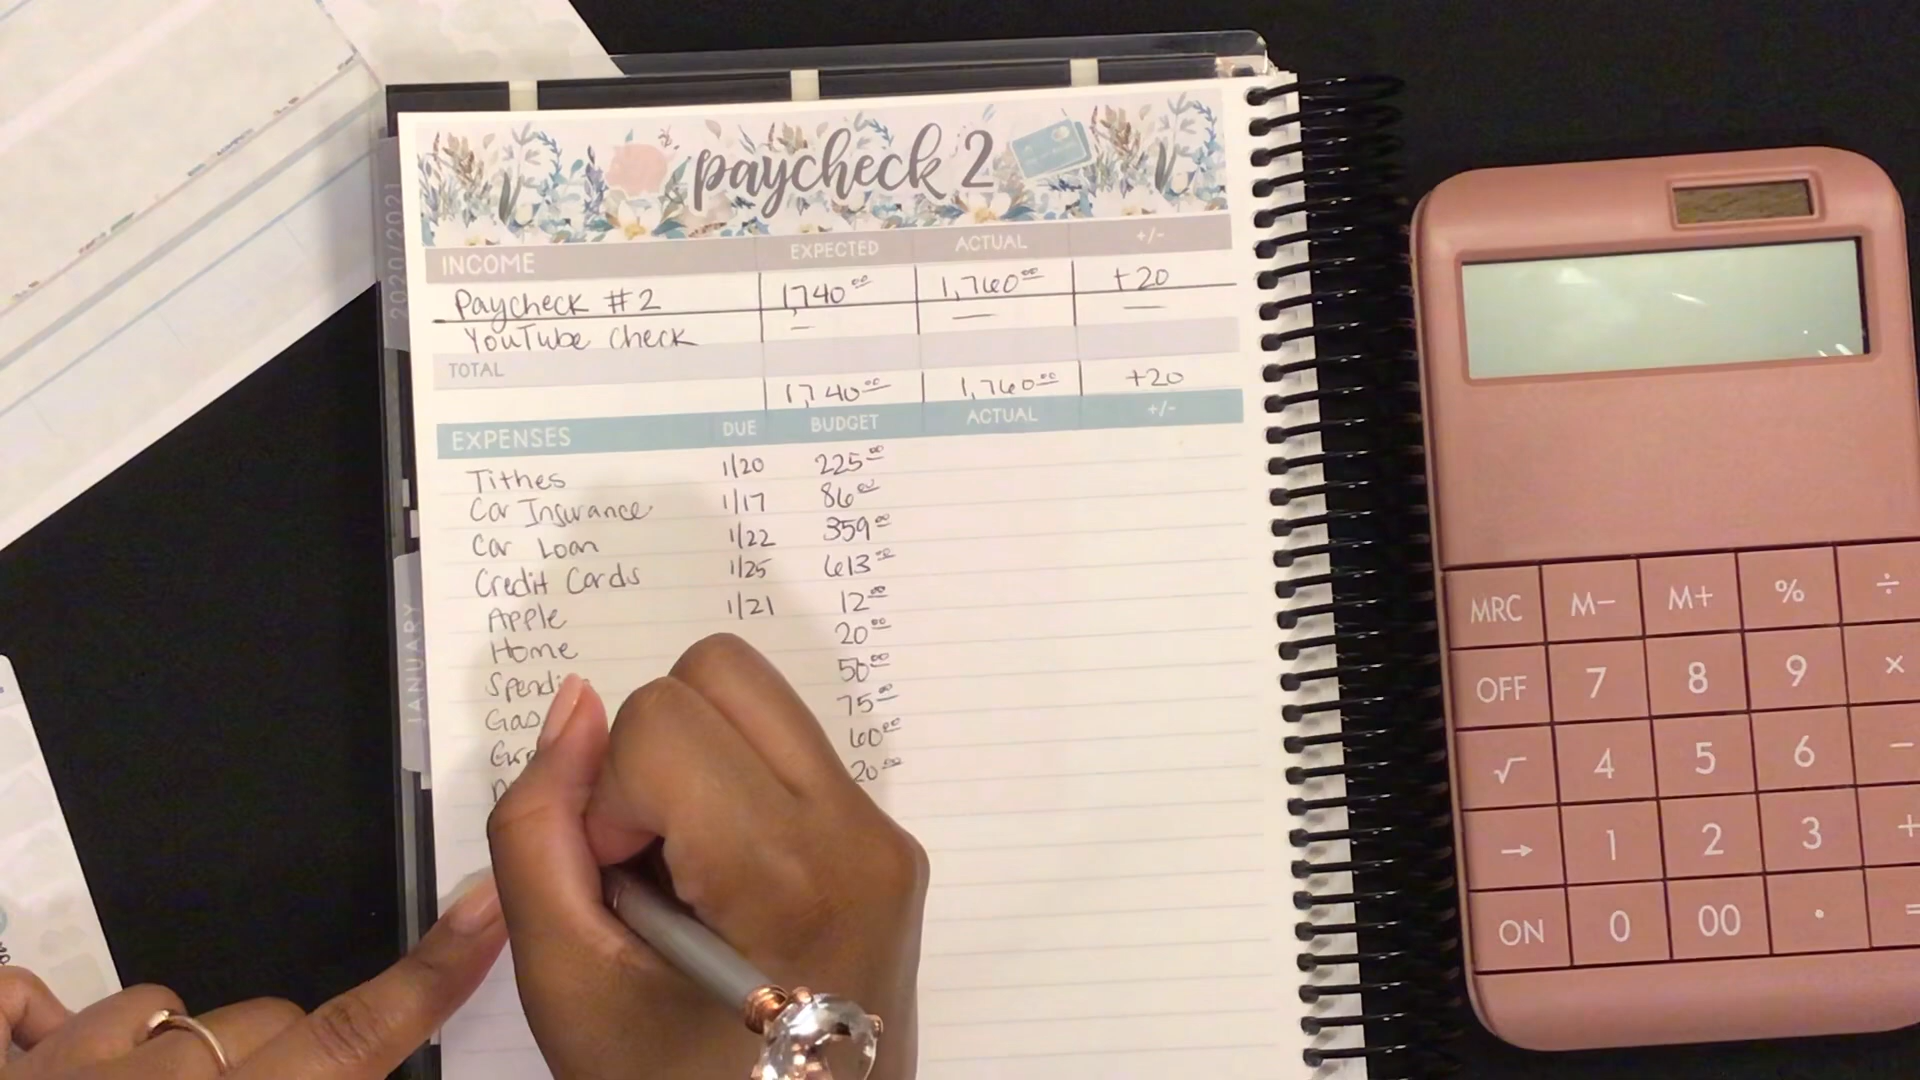 paycheck 2
INCOME EXPECTED ACTUAL +/-
Paycheck #2 1,740.00 1,760.00 +20
YouTube Check — — —
TOTAL
1,740.00 1,760.00 +20
EXPENSES DUE BUDGET ACTUAL +/-
Tithes 1/20 225.00
Car Insurance 1/17 86.00
Car Loan 1/22 359.00
Credit Cards 1/25 613.00
Apple 1/21 12.00
Home 20.00
50.00
Gas 75.00
60.00
20.00
2020/2021
JANUARY
MRC M− M+ % ÷
OFF 7 8 9 ×
√ 4 5 6 −
→ 1 2 3 +
ON 0 00 . =